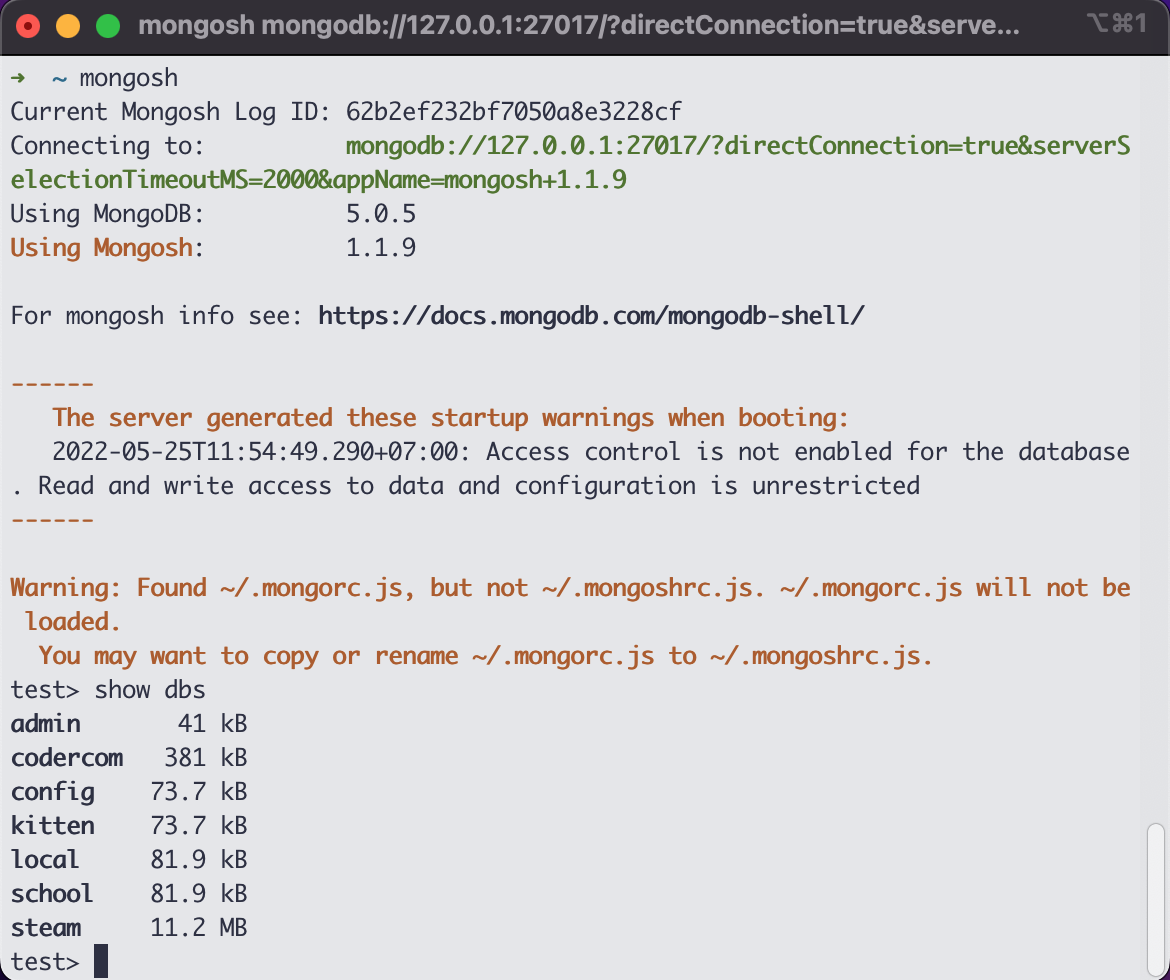 mongosh mongodb://127.0.0.1:27017/?directConnection=true&serve... ⌥⌘1
➜ ~ mongosh
Current Mongosh Log ID: 62b2ef232bf7050a8e3228cf
Connecting to: mongodb://127.0.0.1:27017/?directConnection=true&serverS
electionTimeoutMS=2000&appName=mongosh+1.1.9
Using MongoDB: 5.0.5
Using Mongosh: 1.1.9
For mongosh info see: https://docs.mongodb.com/mongodb-shell/
------
The server generated these startup warnings when booting:
2022-05-25T11:54:49.290+07:00: Access control is not enabled for the database
. Read and write access to data and configuration is unrestricted
------
Warning: Found ~/.mongorc.js, but not ~/.mongoshrc.js. ~/.mongorc.js will not be
loaded.
You may want to copy or rename ~/.mongorc.js to ~/.mongoshrc.js.
test> show dbs
admin 41 kB
codercom 381 kB
config 73.7 kB
kitten 73.7 kB
local 81.9 kB
school 81.9 kB
steam 11.2 MB
test>